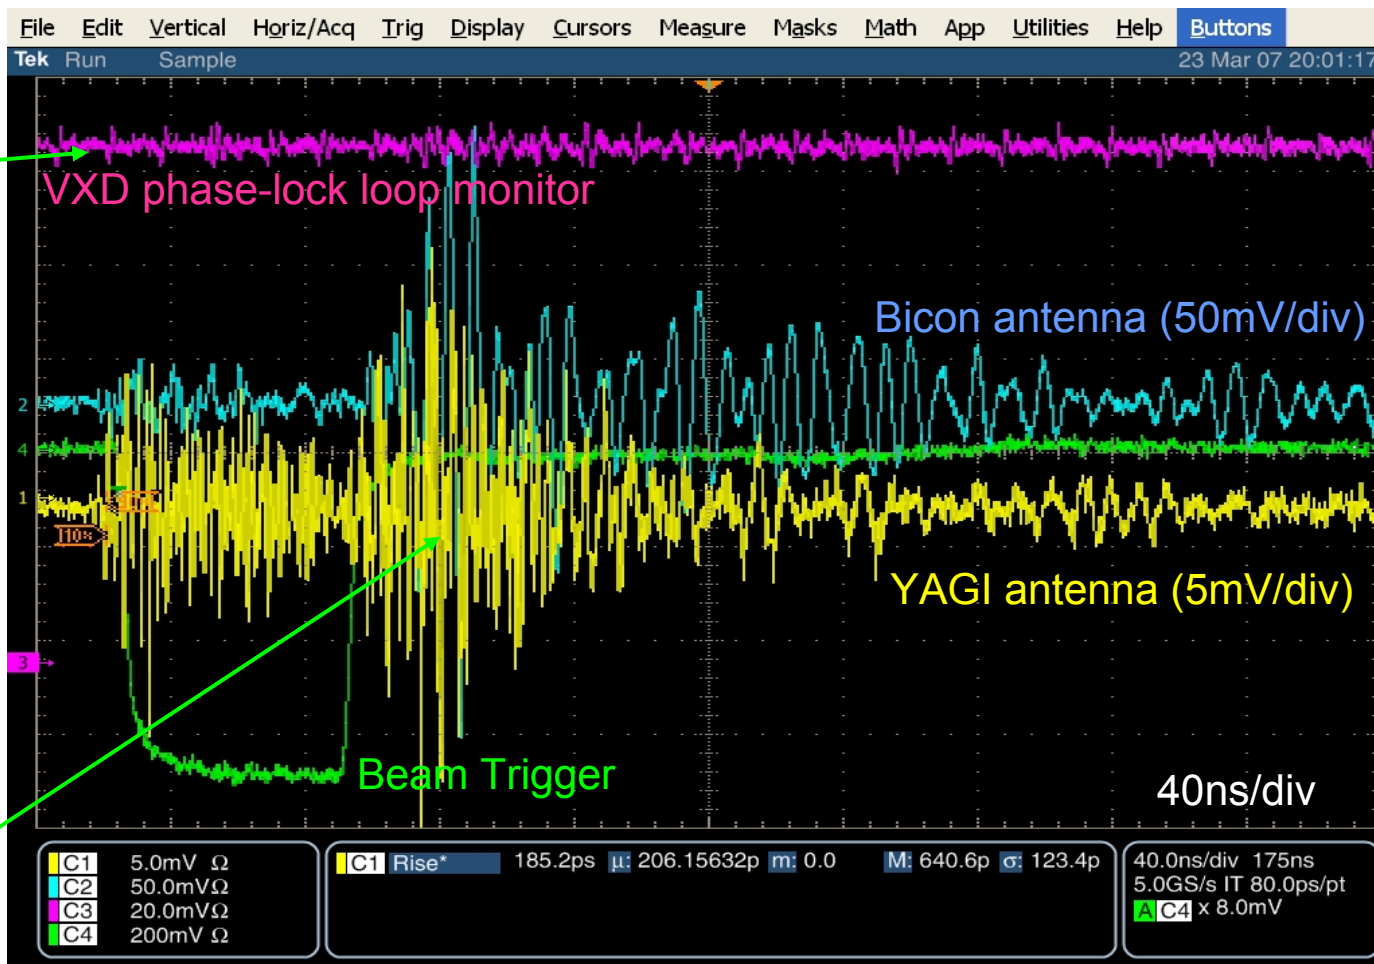 File Edit Vertical Horiz/Acq Trig Display Cursors Measure Masks Math App Utilities Help Buttons
Tek Run Sample 23 Mar 07 20:01:17
VXD phase-lock loop monitor
Bicon antenna (50mV/div)
2
4
1
YAGI antenna (5mV/div)
3
Beam Trigger
40ns/div
C1 5.0mV Ω
C2 50.0mVΩ
C3 20.0mVΩ
C4 200mV Ω
C1 Rise* 185.2ps µ: 206.15632p m: 0.0 M: 640.6p σ: 123.4p
40.0ns/div 175ns
5.0GS/s IT 80.0ps/pt
A C4 x 8.0mV